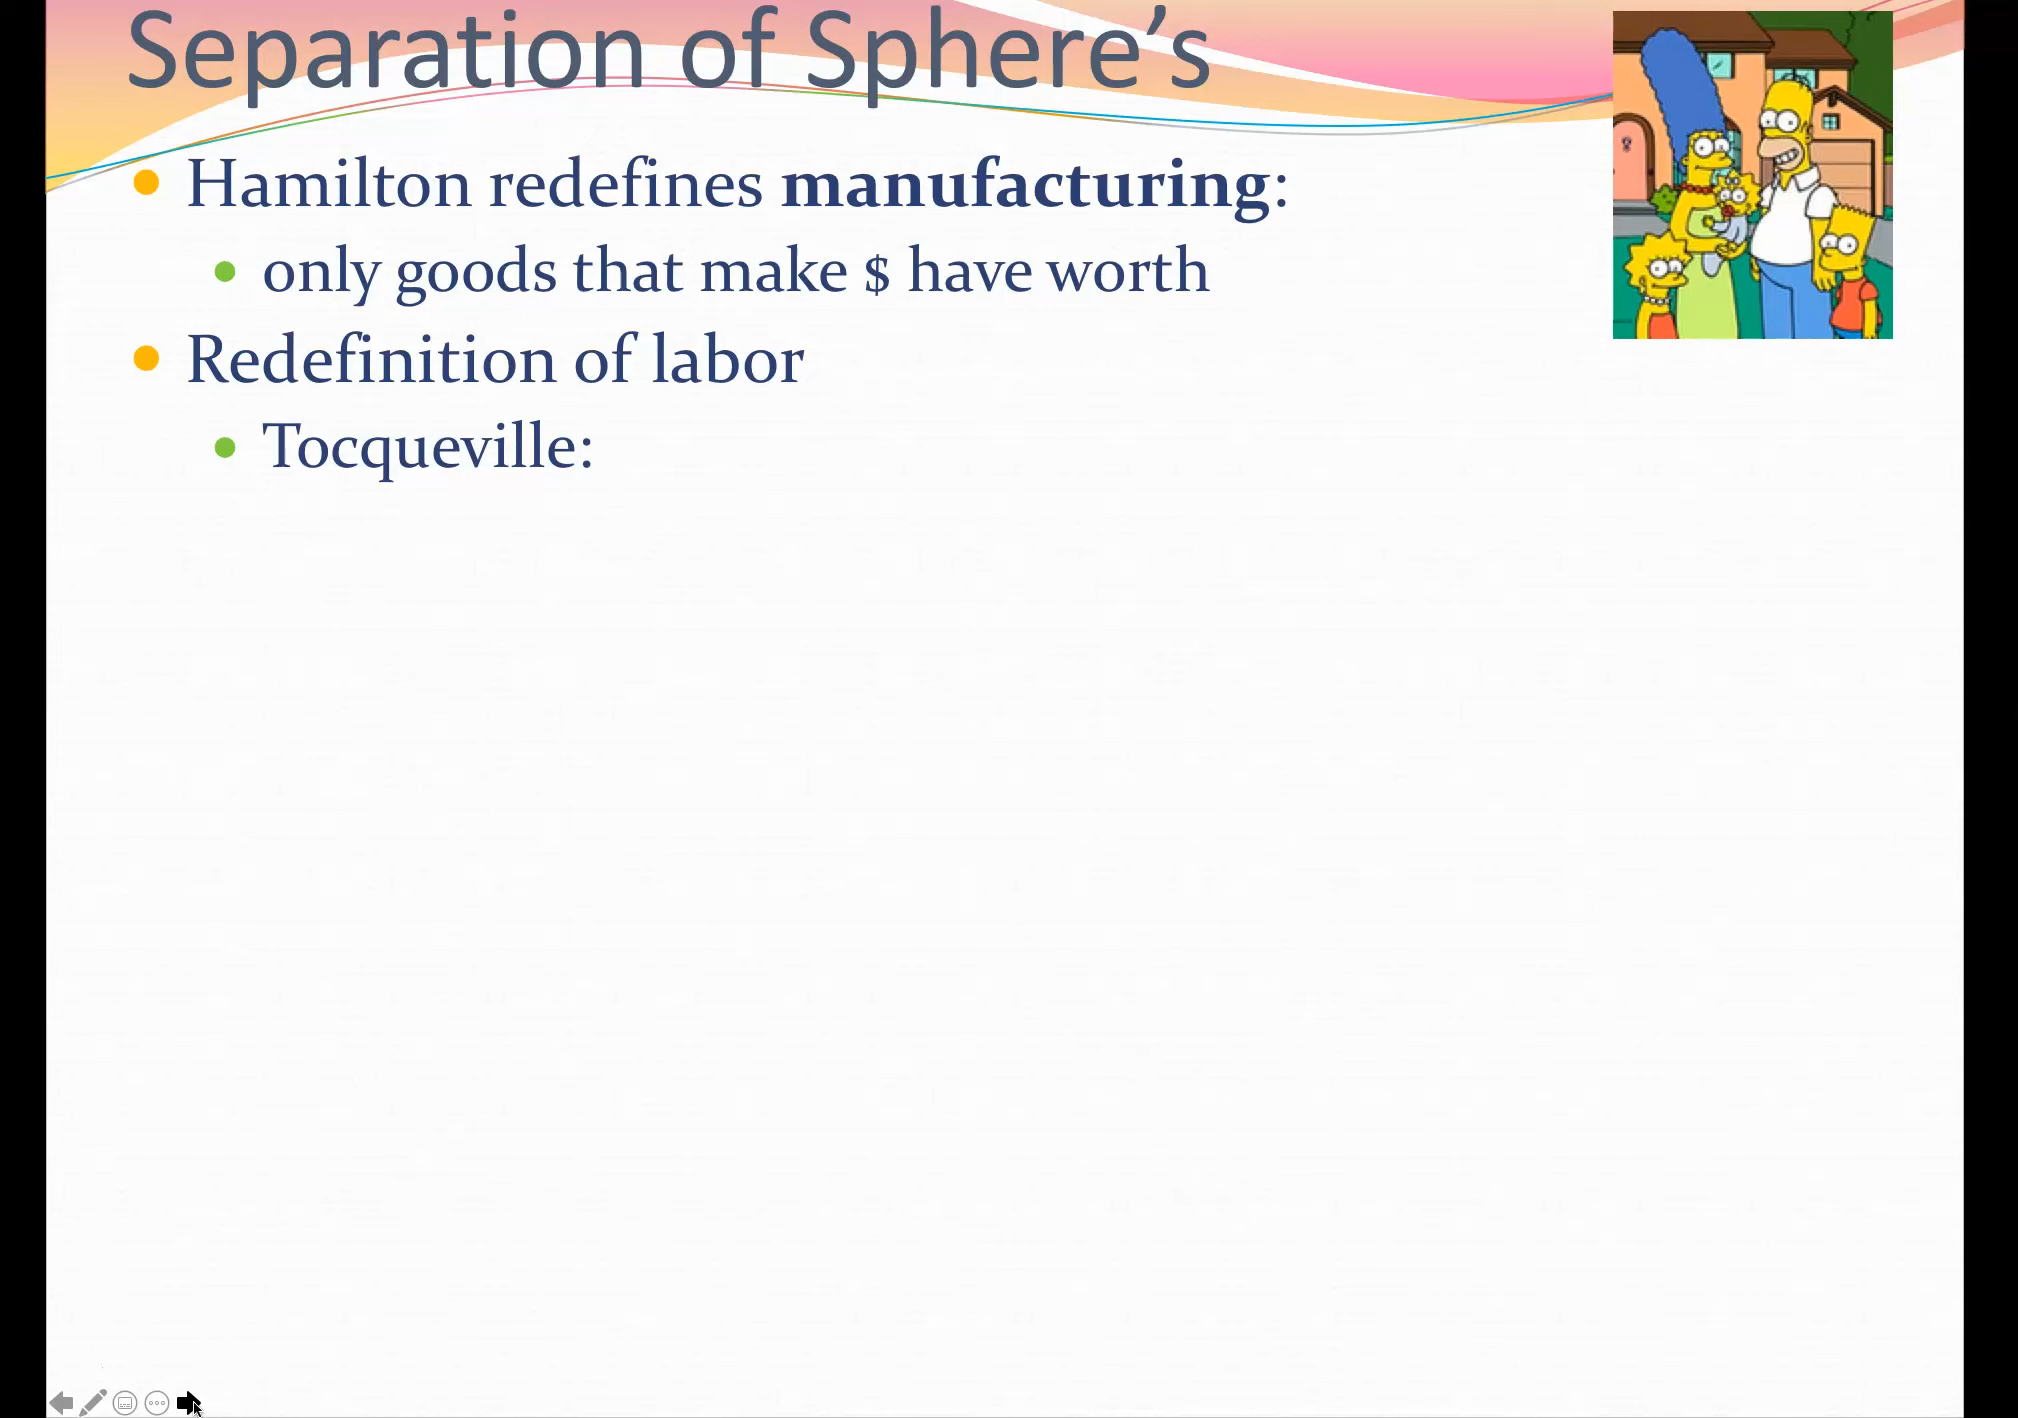 Separation of Sphere’s
Hamilton redefines manufacturing:
only goods that make $ have worth
Redefinition of labor
Tocqueville: